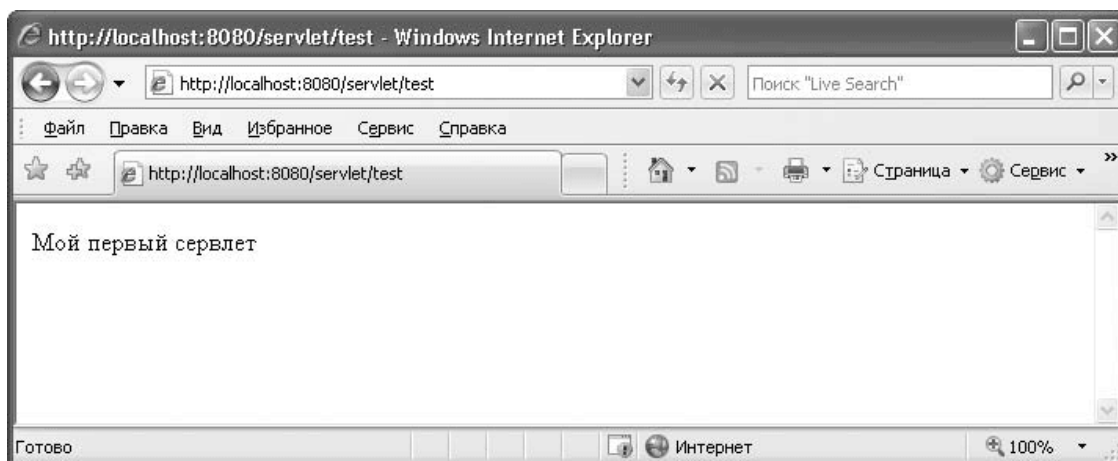 http://localhost:8080/servlet/test - Windows Internet Explorer
http://localhost:8080/servlet/test Поиск "Live Search"
Файл Правка Вид Избранное Сервис Справка
http://localhost:8080/servlet/test Страница Сервис »
Мой первый сервлет
Готово Интернет 100%